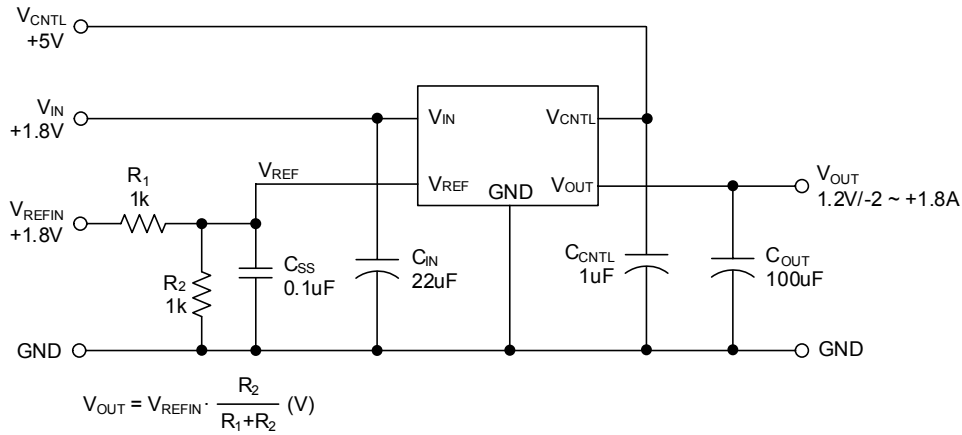 VCNTL
+5V
VIN
+1.8V
VIN
VCNTL
R1
1k
VREF
VREF
GND
VOUT
VOUT
1.2V/-2 ~ +1.8A
VREFIN
+1.8V
R2
1k
CSS
0.1uF
CIN
22uF
CCNTL
1uF
COUT
100uF
GND
GND
VOUT = VREFIN · R2 / R1+R2 (V)